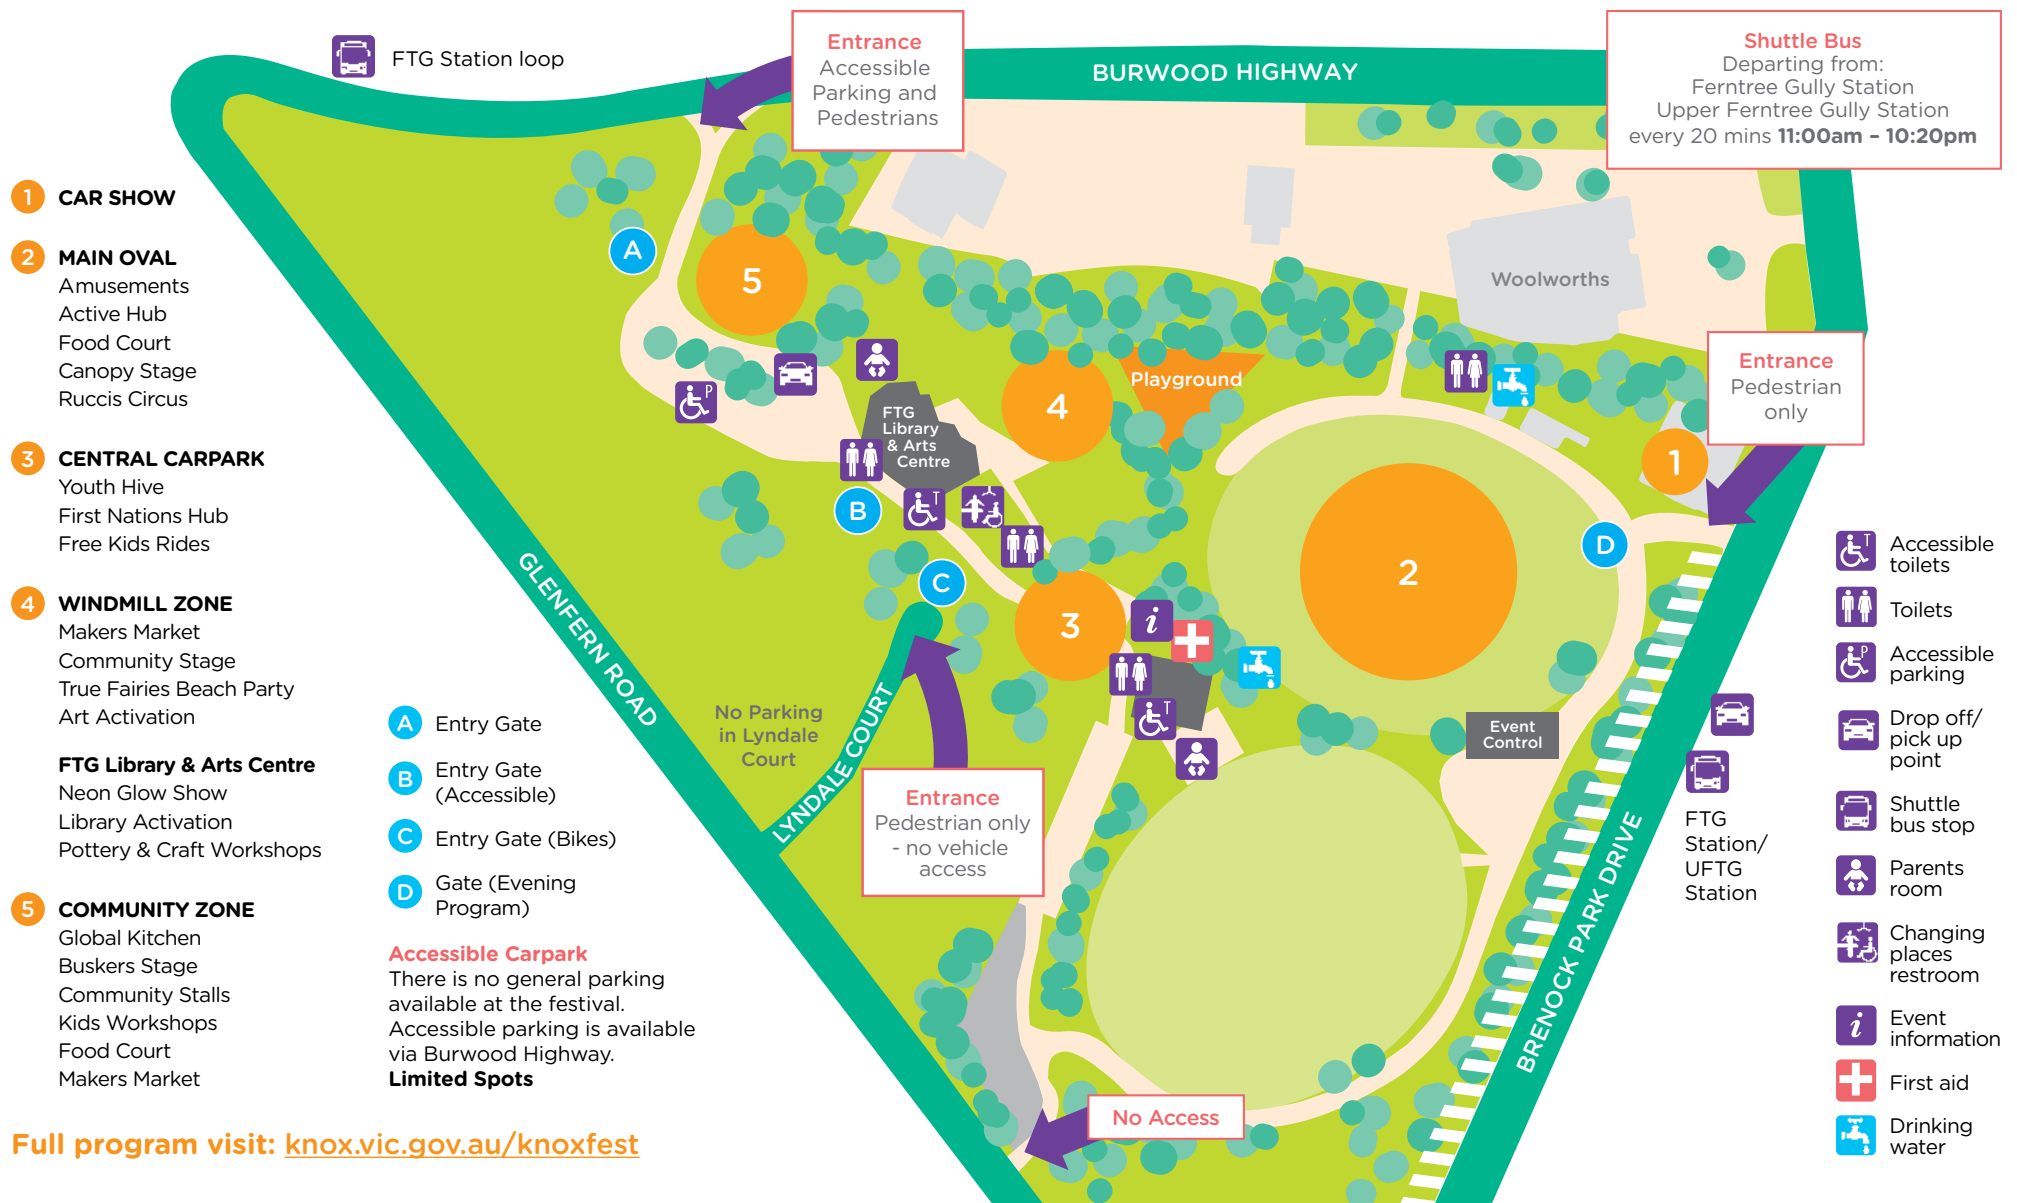 FTG Station loop
Entrance
Accessible
Parking and
Pedestrians
BURWOOD HIGHWAY
Shuttle Bus
Departing from:
Ferntree Gully Station
Upper Ferntree Gully Station
every 20 mins 11:00am – 10:20pm
1 CAR SHOW
2 MAIN OVAL
Amusements
Active Hub
Food Court
Canopy Stage
Ruccis Circus
3 CENTRAL CARPARK
Youth Hive
First Nations Hub
Free Kids Rides
4 WINDMILL ZONE
Makers Market
Community Stage
True Fairies Beach Party
Art Activation
FTG Library & Arts Centre
Neon Glow Show
Library Activation
Pottery & Craft Workshops
5 COMMUNITY ZONE
Global Kitchen
Buskers Stage
Community Stalls
Kids Workshops
Food Court
Makers Market
Full program visit: knox.vic.gov.au/knoxfest
A Entry Gate
B Entry Gate
(Accessible)
C Entry Gate (Bikes)
D Gate (Evening
Program)
Accessible Carpark
There is no general parking
available at the festival.
Accessible parking is available
via Burwood Highway.
Limited Spots
A
5
Woolworths
Entrance
Pedestrian
only
Playground
4
P
FTG
Library
& Arts
Centre
1
B
T
D
2
C
3
i
T
GLENFERN ROAD
No Parking
in Lyndale
Court
LYNDALE COURT
Entrance
Pedestrian only
- no vehicle
access
Event
Control
BRENOCK PARK DRIVE
FTG
Station/
UFTG
Station
No Access
T
Accessible
toilets
Toilets
P
Accessible
parking
Drop off/
pick up
point
Shuttle
bus stop
Parents
room
Changing
places
restroom
i
Event
information
First aid
Drinking
water